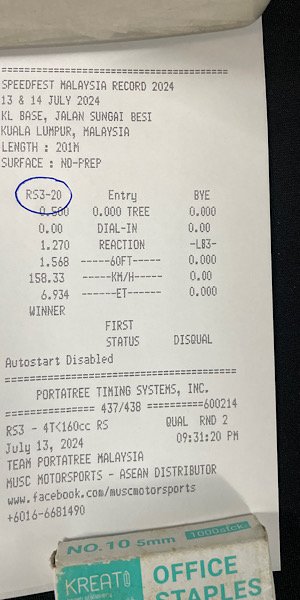 SPEEDFEST MALAYSIA RECORD 2024
13 & 14 JULY 2024
KL BASE, JALAN SUNGAI BESI
KUALA LUMPUR, MALAYSIA
LENGTH : 201M
SURFACE : NO-PREP
RS3-20 Entry BYE
0.500 0.000 TREE 0.000
0.00 DIAL-IN 0.00
1.270 REACTION -LB3-
1.568 ------60FT----- 0.000
158.33 -----KM/H----- 0.00
6.934 ------ET------ 0.000
WINNER
FIRST
STATUS DISQUAL
Autostart Disabled
PORTATREE TIMING SYSTEMS, INC.
=============== 437/438 ==========600214
RS3 - 4T<160cc RS QUAL RND 2
July 13, 2024 09:31:20 PM
TEAM PORTATREE MALAYSIA
MUSC MOTORSPORTS - ASEAN DISTRIBUTOR
www.facebook.com/muscmotorsports
+6016-6681490
NO.10 5mm 1000stick
KREATO
OFFICE
STAPLES